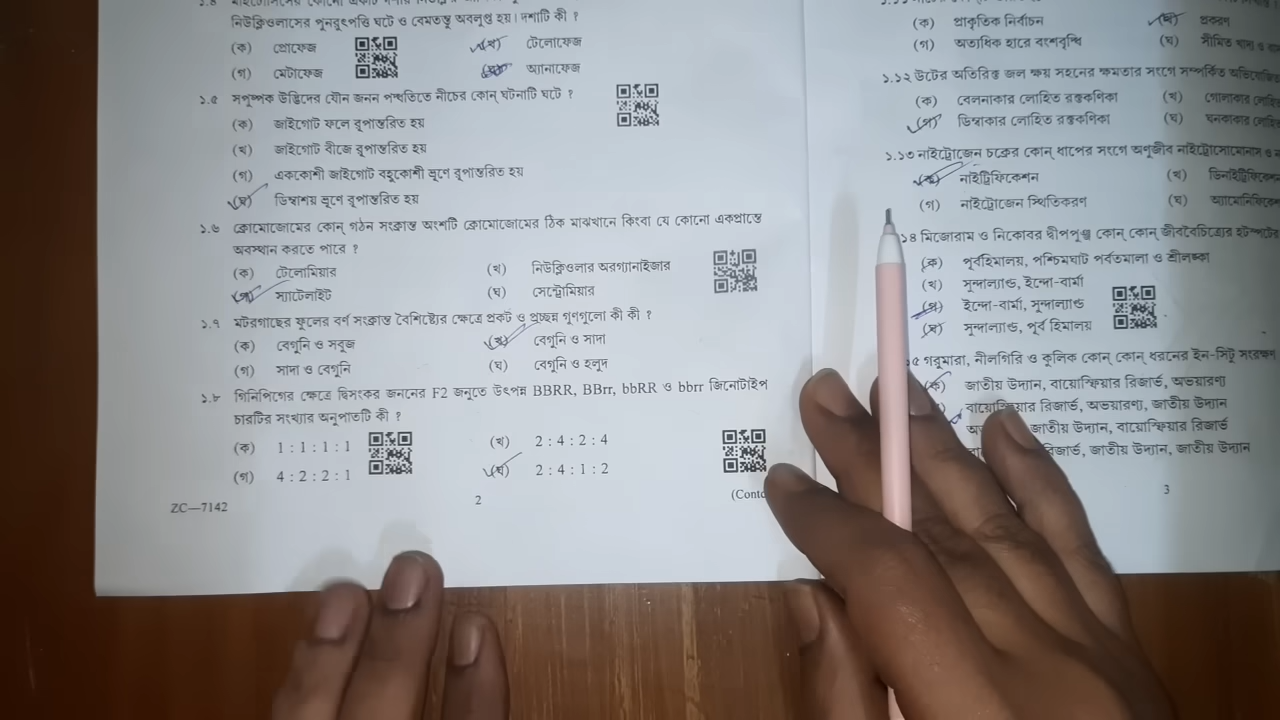 নিউক্লিওলাসের পুনরুৎপত্তি ঘটে ও বেমতন্তু অবলুপ্ত হয়। দশাটি কী ?
(ক) প্রোফেজ (খ) টেলোফেজ
(গ) মেটাফেজ (ঘ) অ্যানাফেজ
১.৫ সপুষ্পক উদ্ভিদের যৌন জনন পদ্ধতিতে নীচের কোন্ ঘটনাটি ঘটে ?
(ক) জাইগোট ফলে রূপান্তরিত হয়
(খ) জাইগোট বীজে রূপান্তরিত হয়
(গ) এককোশী জাইগোট বহুকোশী ভ্রূণে রূপান্তরিত হয়
(ঘ) ডিম্বাশয় ভ্রূণে রূপান্তরিত হয়
১.৬ ক্রোমোজোমের কোন্ গঠন সংক্রান্ত অংশটি ক্রোমোজোমের ঠিক মাঝখানে কিংবা যে কোনো একপ্রান্তে
অবস্থান করতে পারে ?
(ক) টেলোমিয়ার (খ) নিউক্লিওলার অরগ্যানাইজার
(গ) স্যাটেলাইট (ঘ) সেন্ট্রোমিয়ার
১.৭ মটরগাছের ফুলের বর্ণ সংক্রান্ত বৈশিষ্ট্যের ক্ষেত্রে প্রকট ও প্রচ্ছন্ন গুণগুলো কী কী ?
(ক) বেগুনি ও সবুজ (খ) বেগুনি ও সাদা
(গ) সাদা ও বেগুনি (ঘ) বেগুনি ও হলুদ
১.৮ গিনিপিগের ক্ষেত্রে দ্বিসংকর জননের F2 জনুতে উৎপন্ন BBRR, BBrr, bbRR ও bbrr জিনোটাইপ
চারটির সংখ্যার অনুপাতটি কী ?
(ক) 1 : 1 : 1 : 1 (খ) 2 : 4 : 2 : 4
(গ) 4 : 2 : 2 : 1 (ঘ) 2 : 4 : 1 : 2
ZC—7142 2
(ক) প্রাকৃতিক নির্বাচন (খ) প্রকরণ
(গ) অত্যধিক হারে বংশবৃদ্ধি (ঘ) সীমিত খাদ্য ও
১.১২ উটের অতিরিক্ত জল ক্ষয় সহনের ক্ষমতার সংগে সম্পর্কিত
(ক) বেলনাকার লোহিত রক্তকণিকা (খ) গোলাকার
(গ) ডিম্বাকার লোহিত রক্তকণিকা (ঘ) ঘনকাকার
১.১৩ নাইট্রোজেন চক্রের কোন্ ধাপের সংগে অণুজীব নাইট্রোসোমোনাস ও
(ক) নাইট্রিফিকেশন (খ)
(গ) নাইট্রোজেন স্থিতিকরণ (ঘ)
১৪ মিজোরাম ও নিকোবর দ্বীপপুঞ্জ কোন্ কোন্ জীববৈচিত্র্যের
(ক) পূর্বহিমালয়, পশ্চিমঘাট পর্বতমালা ও শ্রীলঙ্কা
(খ) সুন্দাল্যান্ড, ইন্দো-বার্মা
(গ) ইন্দো-বার্মা, সুন্দাল্যান্ড
(ঘ) সুন্দাল্যান্ড, পূর্ব হিমালয়
৫ গরুমারা, নীলগিরি ও কুলিক কোন্ কোন্ ধরনের ইন-সিটু সংরক্ষণ
(ক) জাতীয় উদ্যান, বায়োস্ফিয়ার রিজার্ভ, অভয়ারণ্য
বায়োস্ফিয়ার রিজার্ভ, অভয়ারণ্য, জাতীয় উদ্যান
জাতীয় উদ্যান, বায়োস্ফিয়ার রিজার্ভ
জাতীয় উদ্যান, অভয়ারণ্য
3